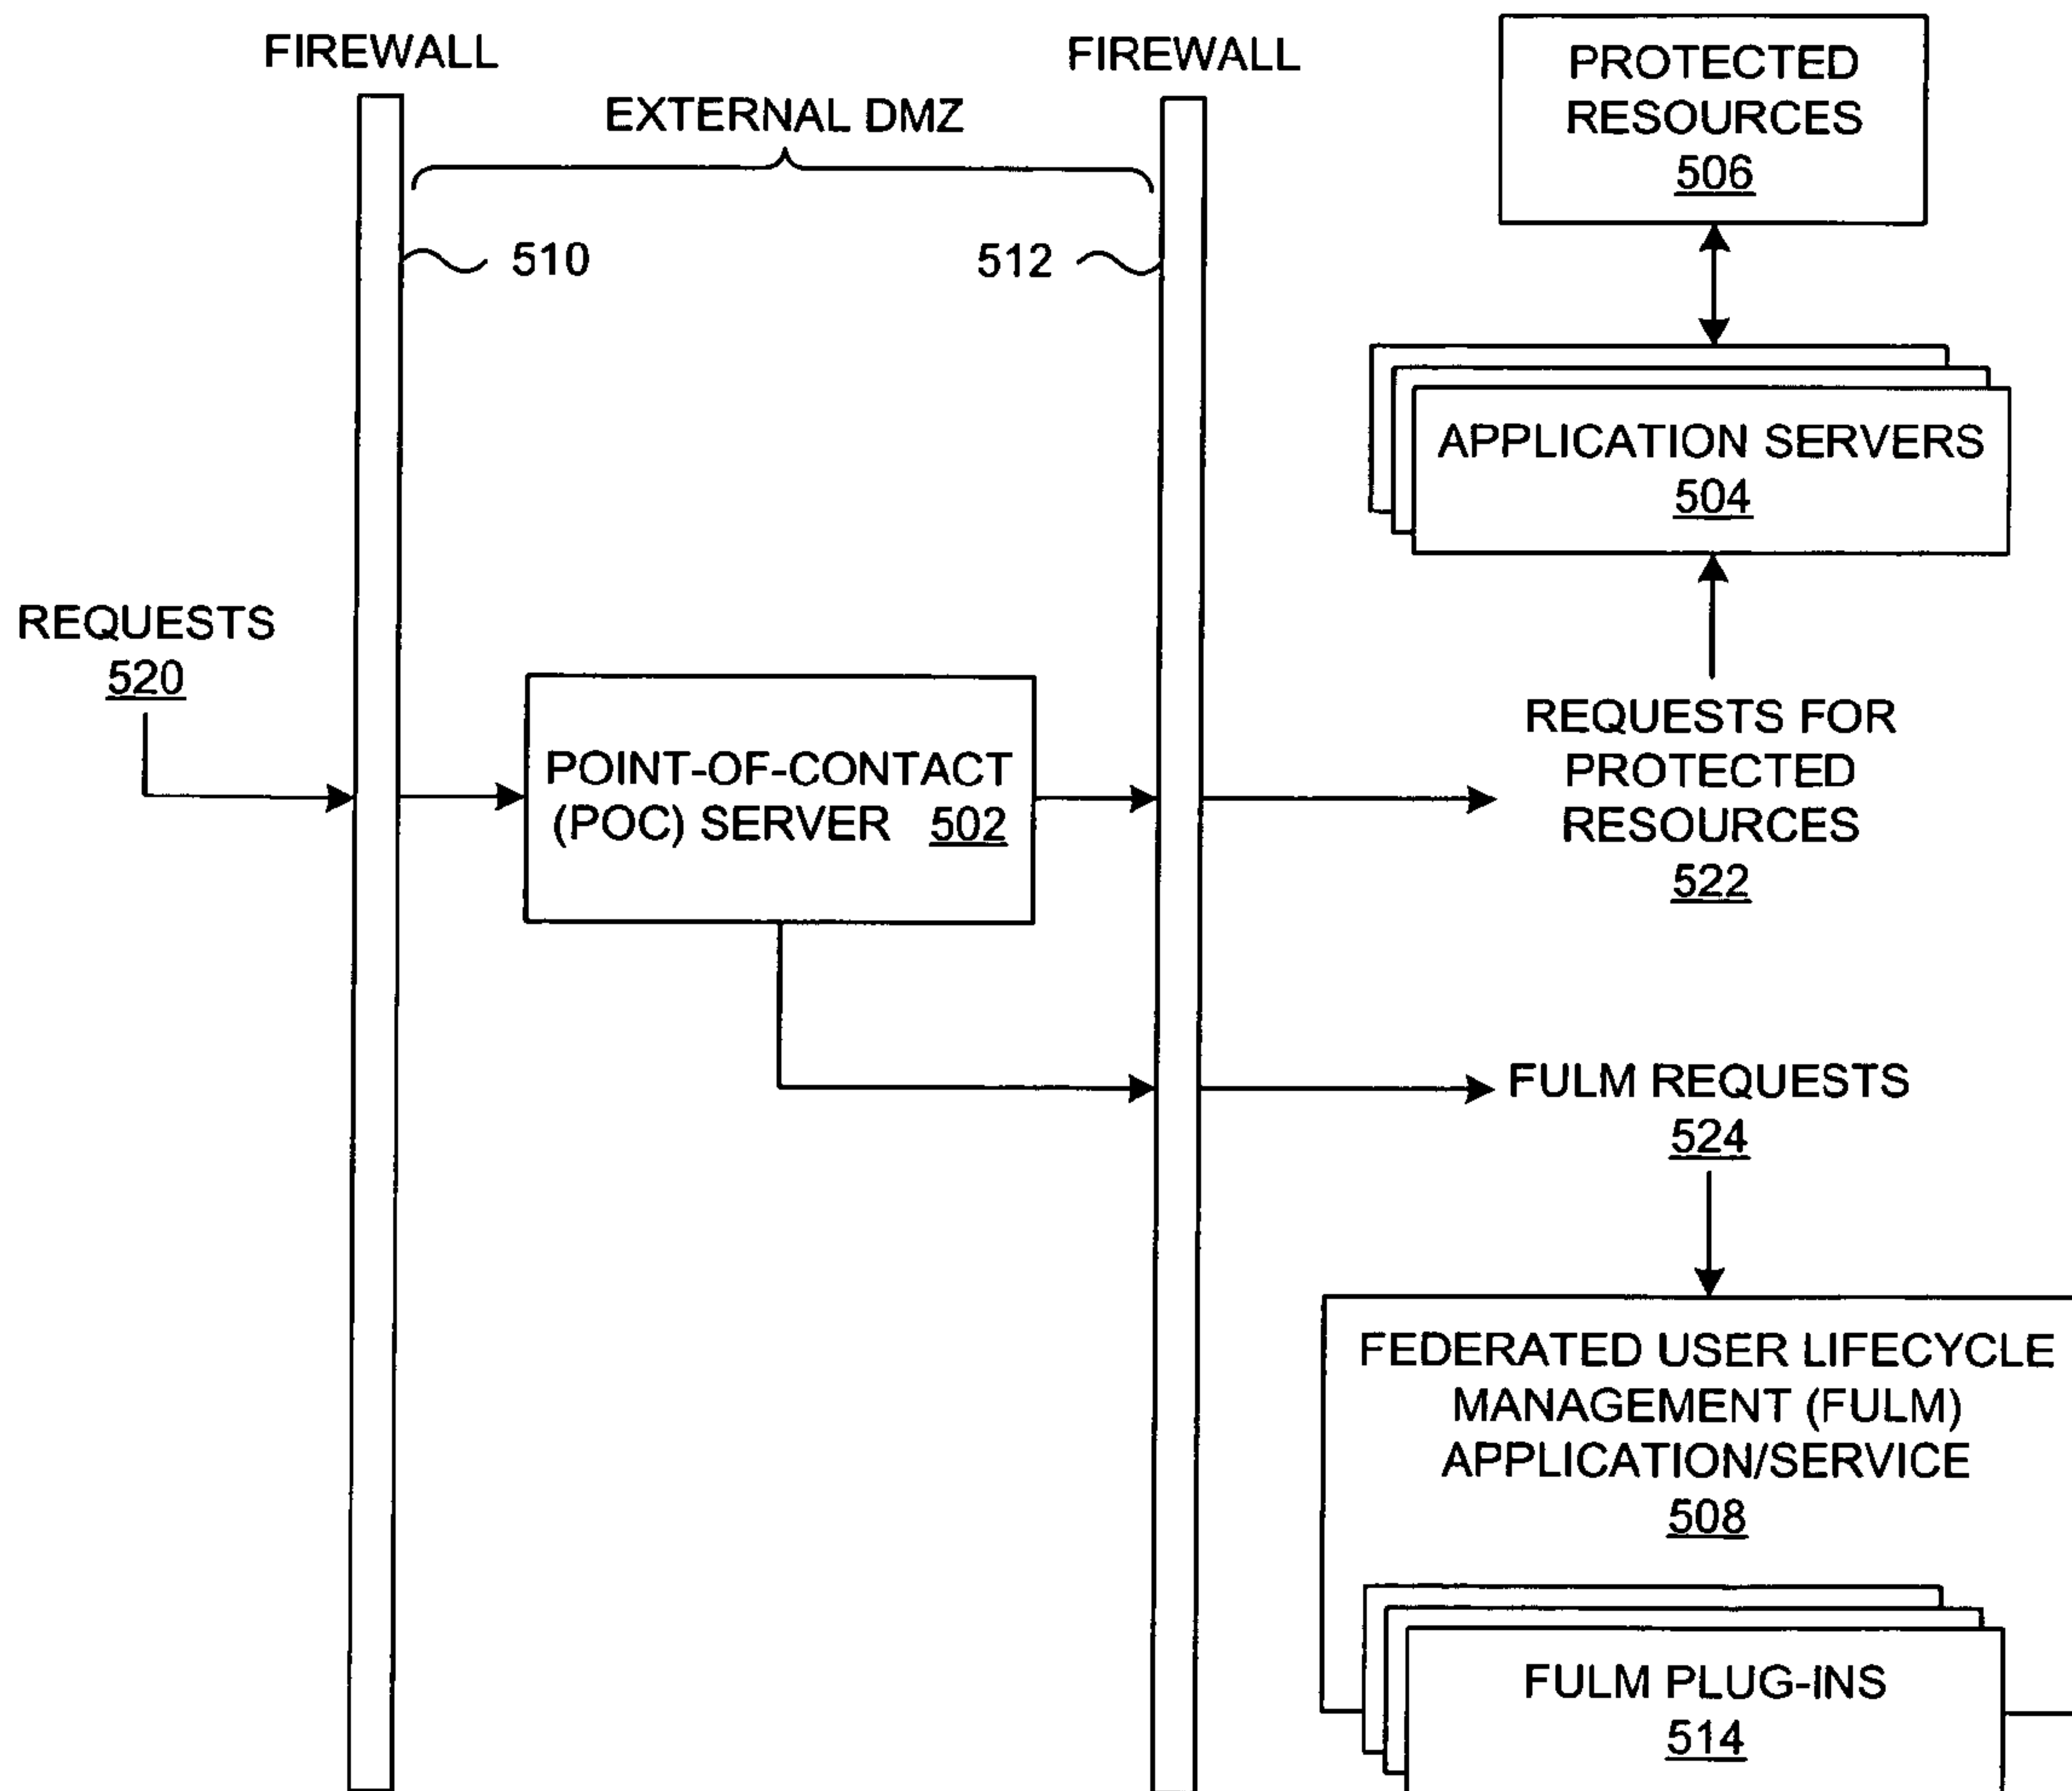 FIREWALL
FIREWALL
EXTERNAL DMZ
510
512
PROTECTED
RESOURCES
506
APPLICATION SERVERS
504
REQUESTS
520
POINT-OF-CONTACT
(POC) SERVER 502
REQUESTS FOR
PROTECTED
RESOURCES
522
FULM REQUESTS
524
FEDERATED USER LIFECYCLE
MANAGEMENT (FULM)
APPLICATION/SERVICE
508
FULM PLUG-INS
514